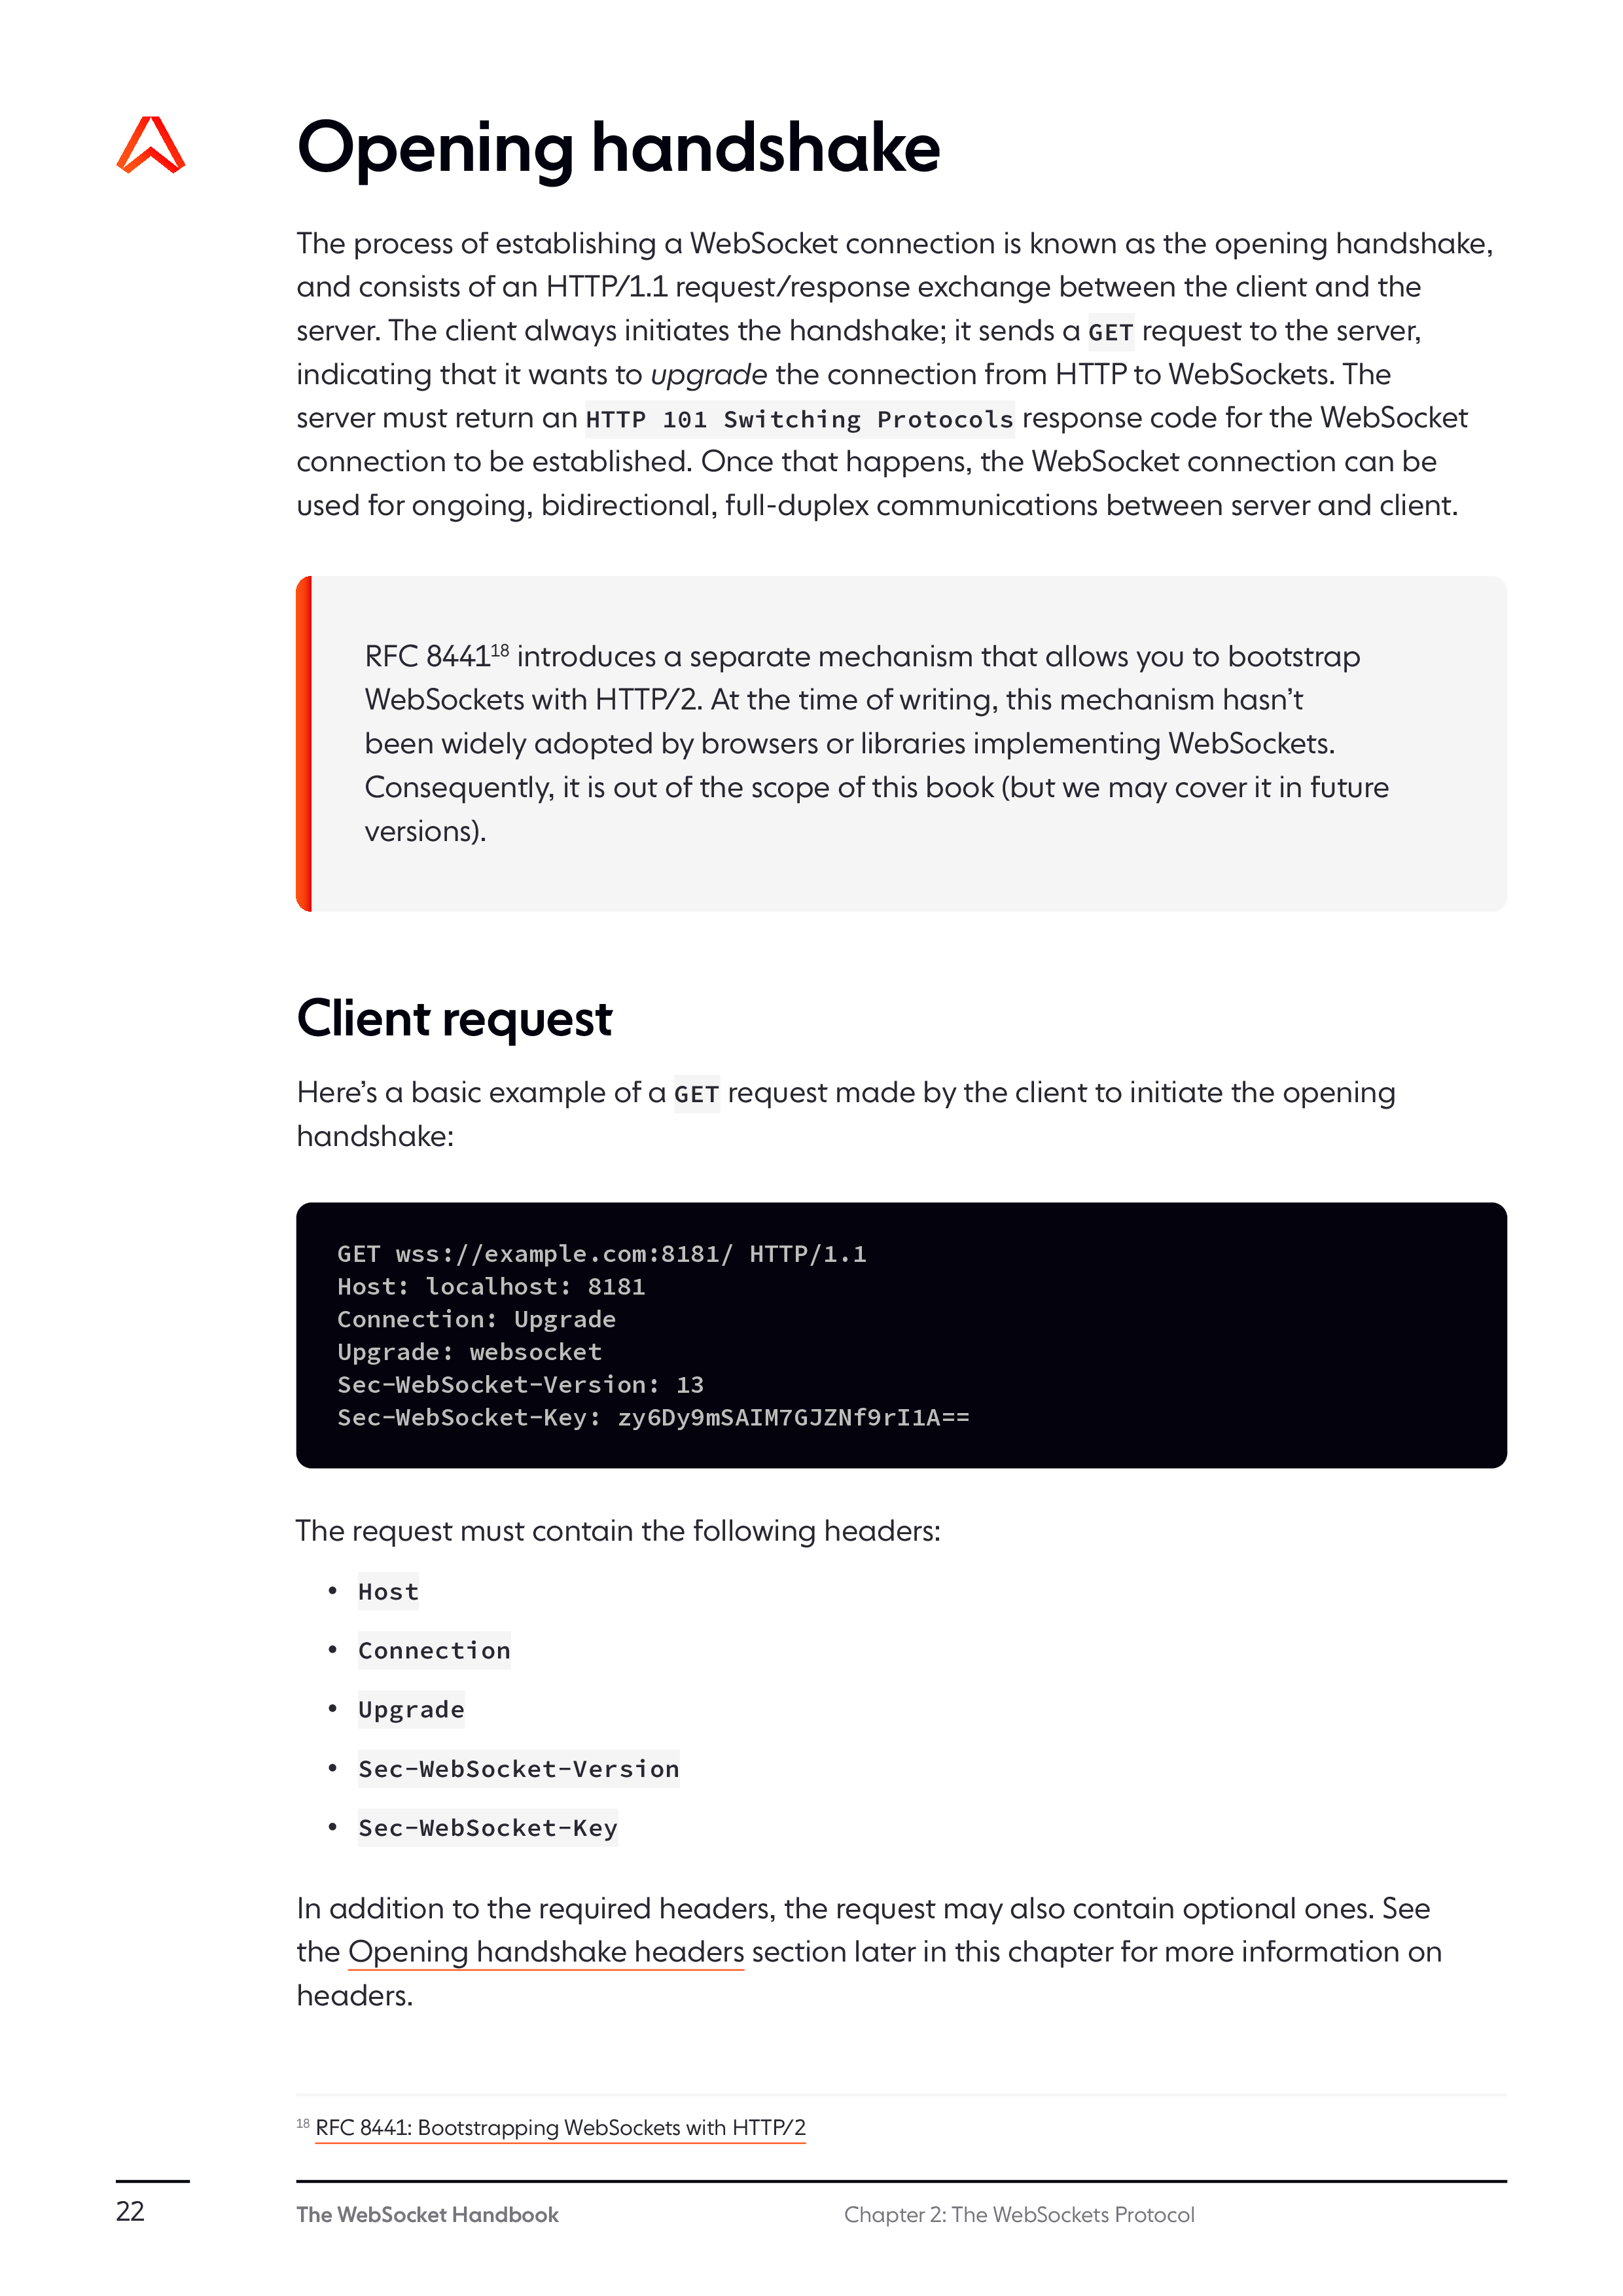 Opening handshake
The process of establishing a WebSocket connection is known as the opening handshake,
and consists of an HTTP/1.1 request/response exchange between the client and the
server. The client always initiates the handshake; it sends a GET request to the server,
indicating that it wants to upgrade the connection from HTTP to WebSockets. The
server must return an HTTP 101 Switching Protocols response code for the WebSocket
connection to be established. Once that happens, the WebSocket connection can be
used for ongoing, bidirectional, full-duplex communications between server and client.
RFC 8441¹⁸ introduces a separate mechanism that allows you to bootstrap
WebSockets with HTTP/2. At the time of writing, this mechanism hasn’t
been widely adopted by browsers or libraries implementing WebSockets.
Consequently, it is out of the scope of this book (but we may cover it in future
versions).
Client request
Here’s a basic example of a GET request made by the client to initiate the opening
handshake:
GET wss://example.com:8181/ HTTP/1.1
Host: localhost: 8181
Connection: Upgrade
Upgrade: websocket
Sec-WebSocket-Version: 13
Sec-WebSocket-Key: zy6Dy9mSAIM7GJZNf9rI1A==
The request must contain the following headers:
• Host
• Connection
• Upgrade
• Sec-WebSocket-Version
• Sec-WebSocket-Key
In addition to the required headers, the request may also contain optional ones. See
the Opening handshake headers section later in this chapter for more information on
headers.
¹⁸ RFC 8441: Bootstrapping WebSockets with HTTP/2
22 The WebSocket Handbook Chapter 2: The WebSockets Protocol